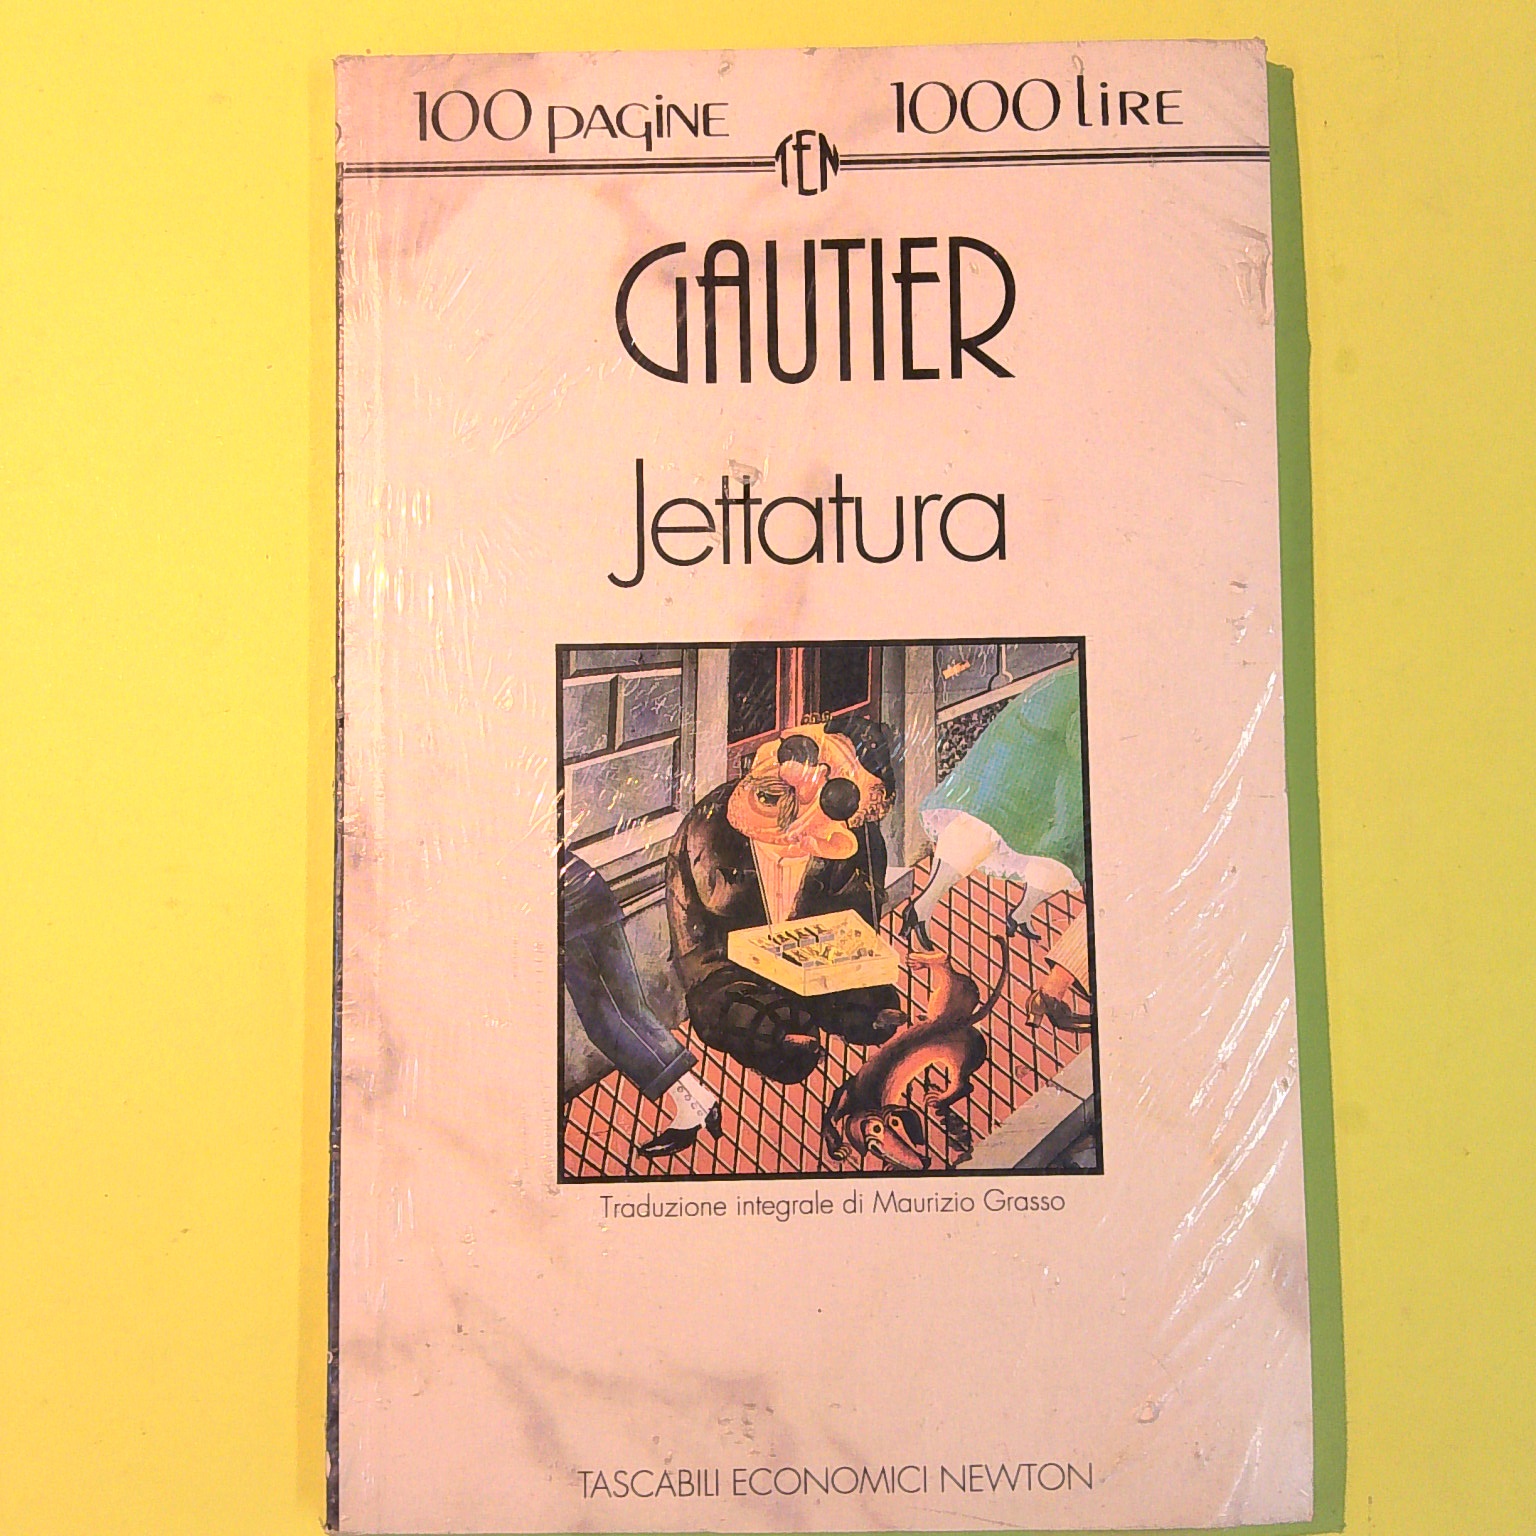 100 PAGINE 1000 LIRE
TEN
GAUTIER
Jettatura
Traduzione integrale di Maurizio Grasso
TASCABILI ECONOMICI NEWTON